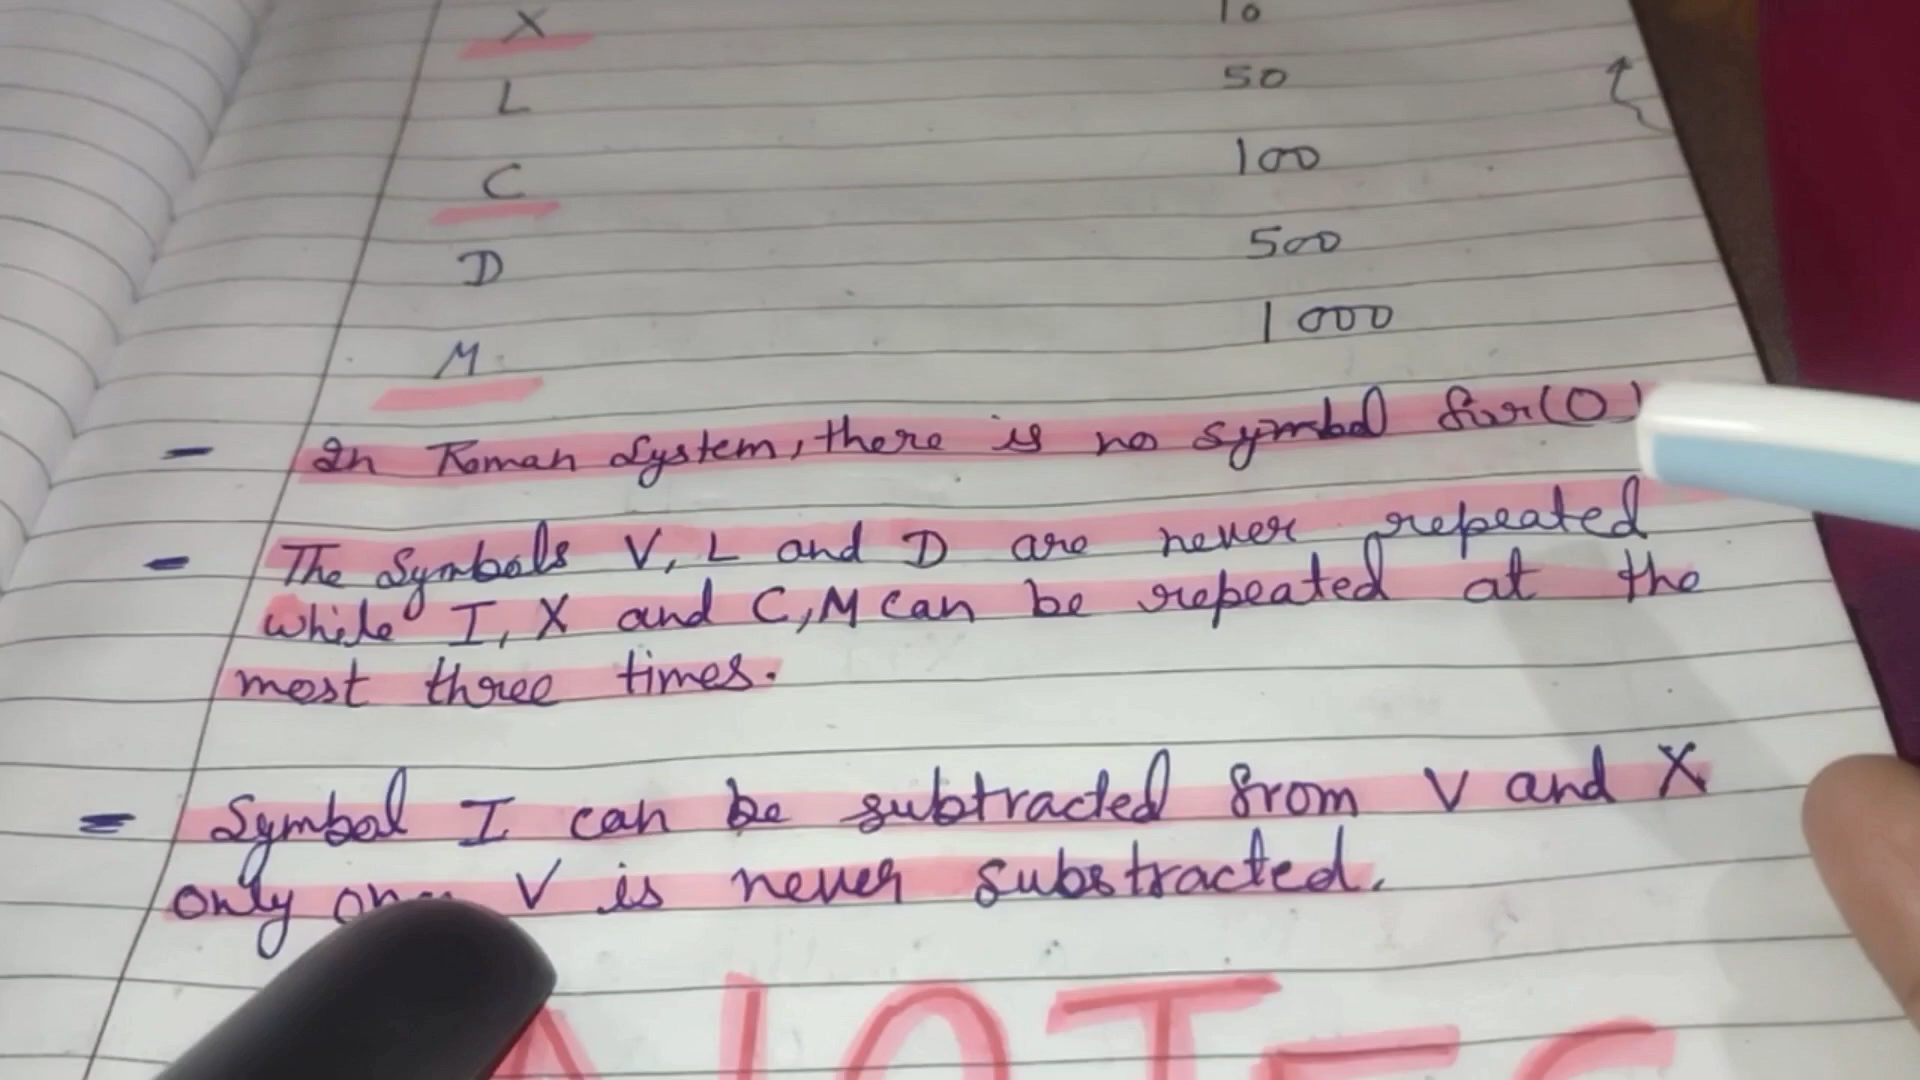 X 10
L 50
C 100
D 500
M 1000
- In Roman System, there is no symbol for (0)
- The Symbols V, L and D are never repeated
while I, X and C, M can be repeated at the
most three times.
= Symbol I can be subtracted from V and X
only V is never substracted.
NOTES